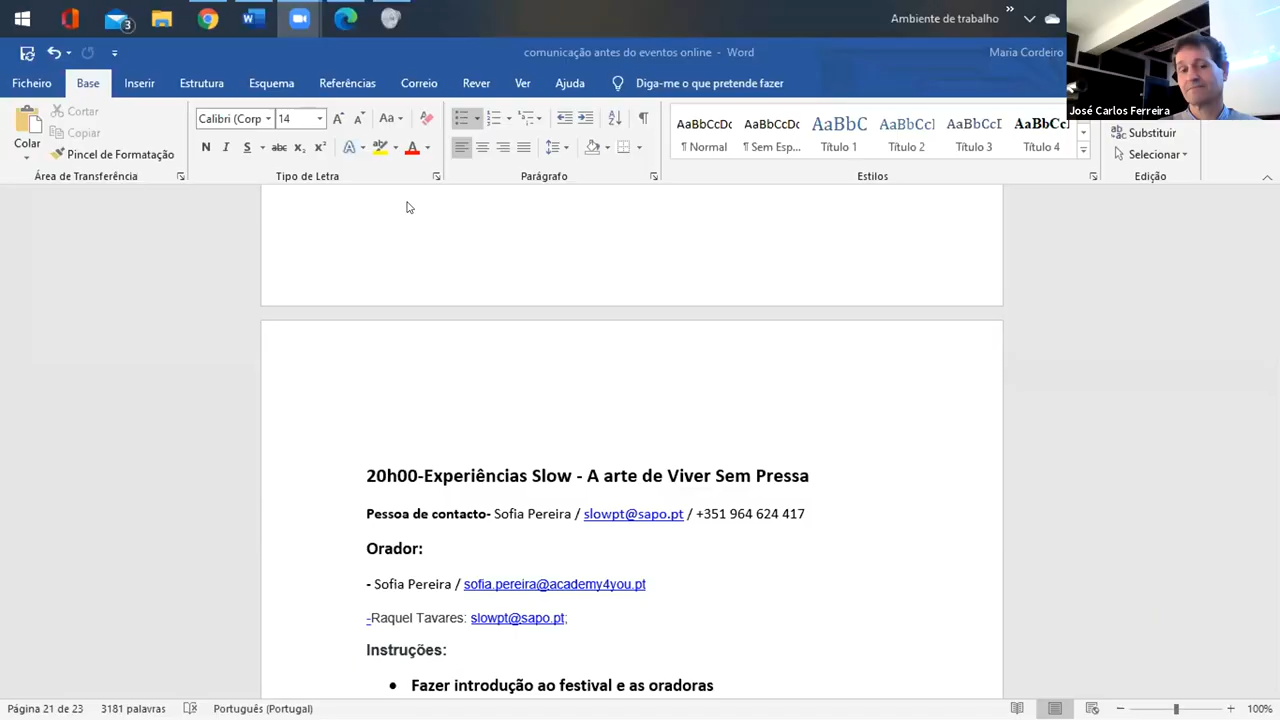 3
Ambiente de trabalho
comunicação antes do eventos online - Word
Maria Cordeiro
José Carlos Ferreira
Ficheiro Base Inserir Estrutura Esquema Referências Correio Rever Ver Ajuda Diga-me o que pretende fazer
Colar
Cortar
Copiar
Pincel de Formatação
Área de Transferência
Calibri (Corp 14
Tipo de Letra
Parágrafo
AaBbCcDc AaBbCcDc AaBbC AaBbCcl AaBbCcD AaBbCc
¶ Normal ¶ Sem Esp... Título 1 Título 2 Título 3 Título 4
Estilos
Substituir
Selecionar
Edição
20h00-Experiências Slow - A arte de Viver Sem Pressa
Pessoa de contacto- Sofia Pereira / slowpt@sapo.pt / +351 964 624 417
Orador:
- Sofia Pereira / sofia.pereira@academy4you.pt
-Raquel Tavares: slowpt@sapo.pt;
Instruções:
• Fazer introdução ao festival e as oradoras
Página 21 de 23 3181 palavras Português (Portugal) 100%